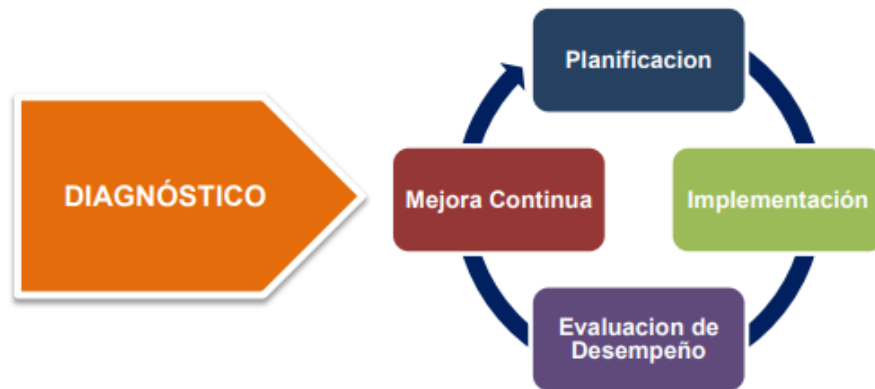 Planificacion
DIAGNÓSTICO
Mejora Continua
Implementación
Evaluacion de
Desempeño